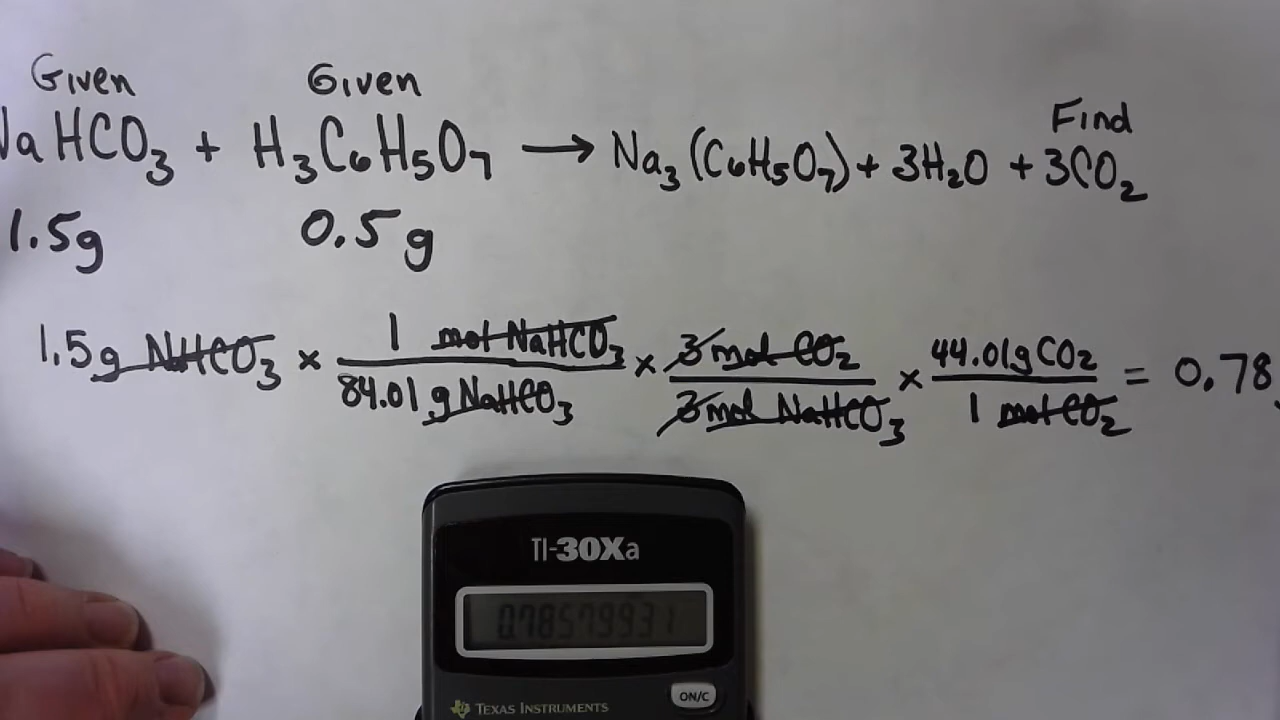 Given Given Find
NaHCO₃ + H₃C₆H₅O₇ → Na₃(C₆H₅O₇) + 3H₂O + 3CO₂
1.5g 0.5g
1.5g NHCO₃ × 1 mol NaHCO₃ / 84.01 g NaHCO₃ × 3 mol CO₂ / 3 mol NaHCO₃ × 44.01g CO₂ / 1 mol CO₂ = 0.78
TI-30Xa
0.78579931
ON/C
TEXAS INSTRUMENTS